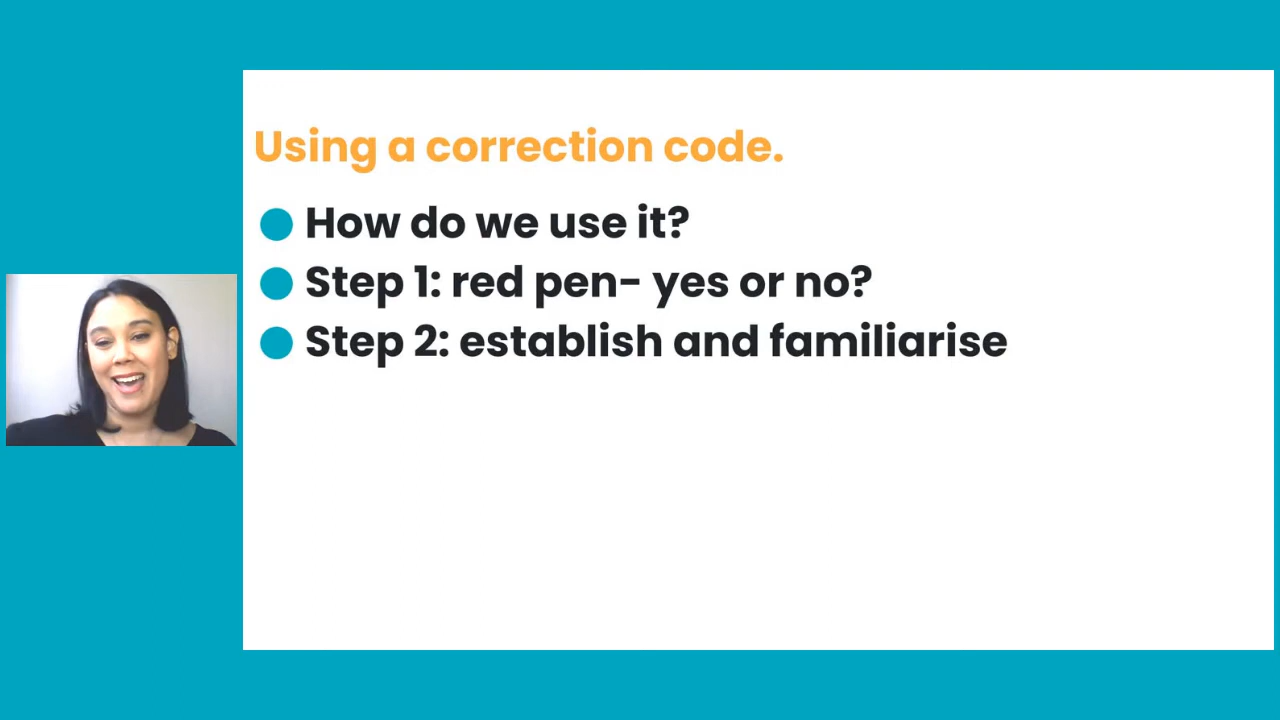 Using a correction code.
How do we use it?
Step 1: red pen- yes or no?
Step 2: establish and familiarise